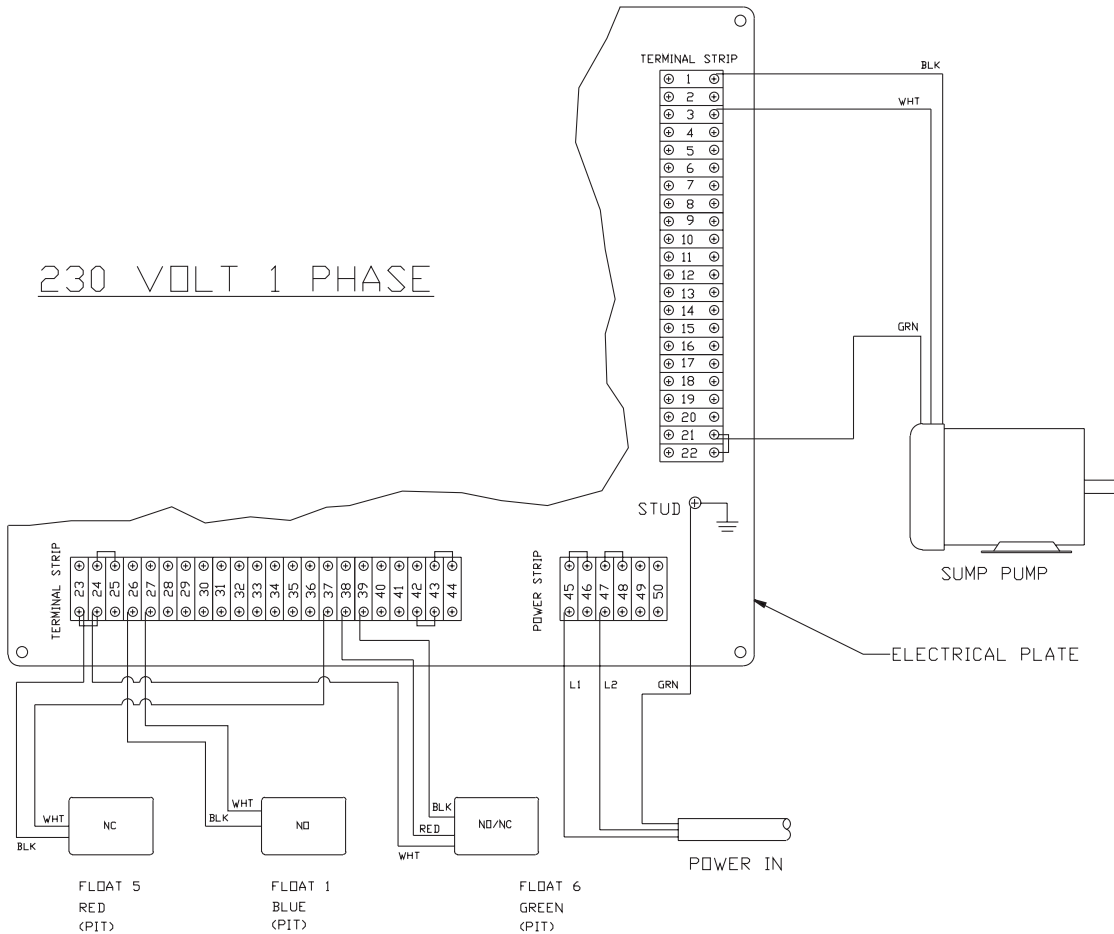 TERMINAL STRIP
1
2
3
4
5
6
7
8
9
10
11
12
13
14
15
16
17
18
19
20
21
22
BLK
WHT
GRN
230 VOLT 1 PHASE
STUD
SUMP PUMP
TERMINAL STRIP
23 24 25 26 27 28 29 30 31 32 33 34 35 36 37 38 39 40 41 42 43 44
POWER STRIP
45 46 47 48 49 50
ELECTRICAL PLATE
L1 L2 GRN
WHT
BLK
NC
WHT
BLK
NO
BLK
RED
WHT
NO/NC
POWER IN
FLOAT 5
RED
(PIT)
FLOAT 1
BLUE
(PIT)
FLOAT 6
GREEN
(PIT)